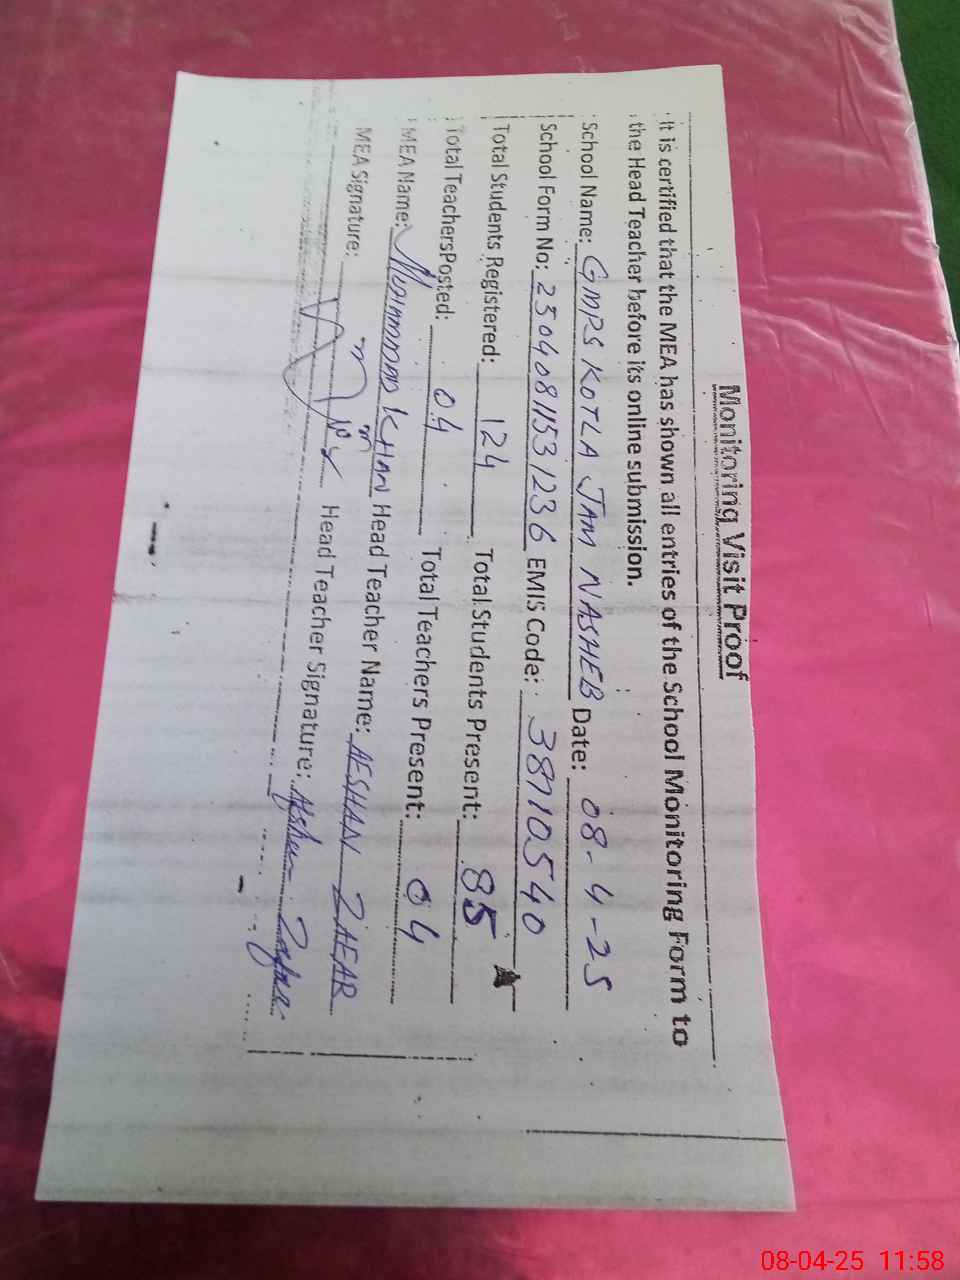 Monitoring Visit Proof
It is certified that the MEA has shown all entries of the School Monitoring Form to
the Head Teacher before its online submission.
School Name: GMPS KOTLA JAM NASHEB Date: 08-4-25
School Form No: 25040811531236 EMIS Code: 38710540
Total Students Registered: 124 Total Students Present: 85
Total Teachers Posted: 04 Total Teachers Present: 04
MEA Name: MUHAMMAD KHAN Head Teacher Name: AFSHAN ZAFAR
MEA Signature: Head Teacher Signature: Afshan Zafar
08-04-25 11:58